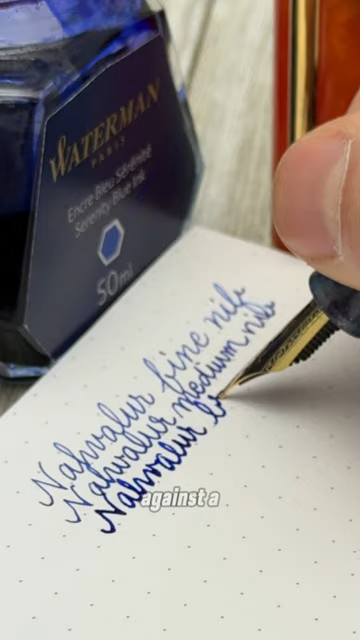 WATERMAN
PARIS
Encre Bleu Sérénité
Serenity Blue Ink
50ml
Nahvalur fine nib
Nahvalur medium nib
Nahvalur b
against a